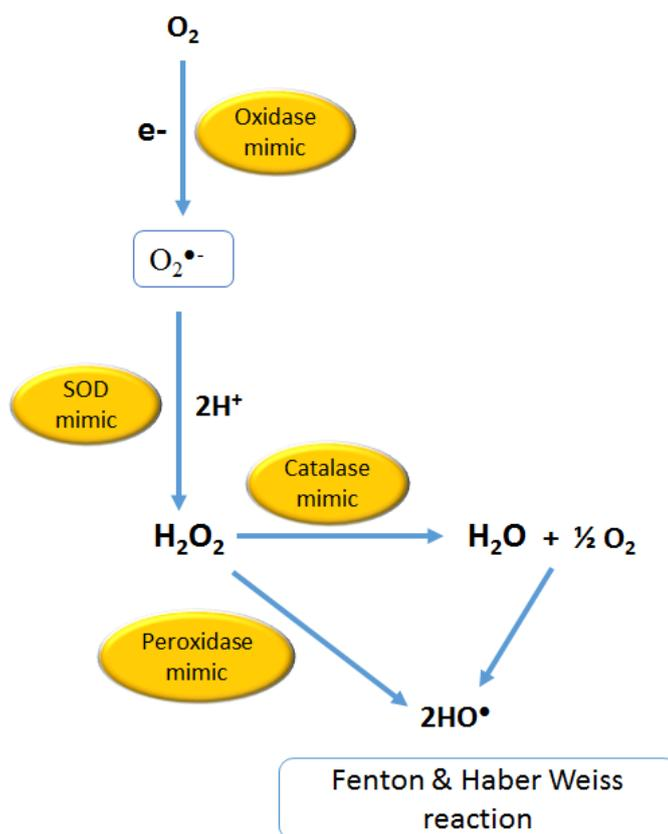 O₂
e-
Oxidase
mimic
O₂•-
SOD
mimic
2H⁺
Catalase
mimic
H₂O₂
H₂O + ½ O₂
Peroxidase
mimic
2HO•
Fenton & Haber Weiss
reaction